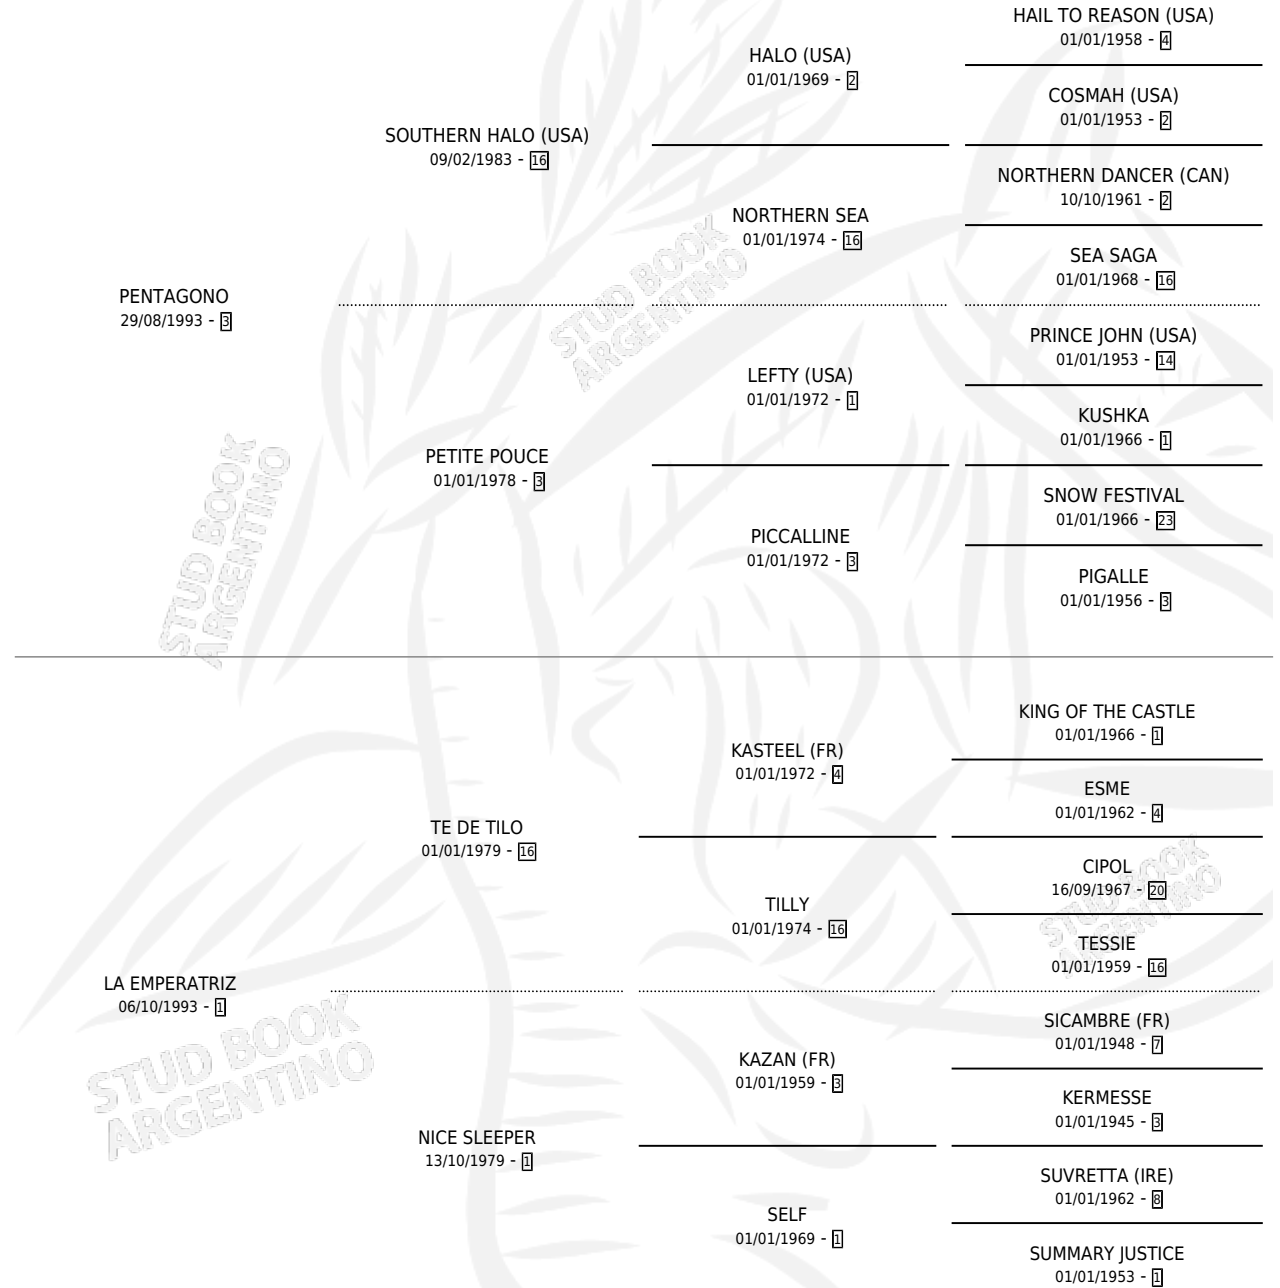 HAIL TO REASON (USA)
01/01/1958 - 4
HALO (USA)
01/01/1969 - 2
COSMAH (USA)
01/01/1953 - 2
SOUTHERN HALO (USA)
09/02/1983 - 16
NORTHERN DANCER (CAN)
10/10/1961 - 2
NORTHERN SEA
01/01/1974 - 16
SEA SAGA
01/01/1968 - 16
PENTAGONO
29/08/1993 - 3
STUD BOOK
ARGENTINO
PRINCE JOHN (USA)
01/01/1953 - 14
LEFTY (USA)
01/01/1972 - 1
KUSHKA
01/01/1966 - 1
PETITE POUCE
01/01/1978 - 3
SNOW FESTIVAL
01/01/1966 - 23
PICCALLINE
01/01/1972 - 3
PIGALLE
01/01/1956 - 3
STUD BOOK
ARGENTINO
KING OF THE CASTLE
01/01/1966 - 1
KASTEEL (FR)
01/01/1972 - 4
ESME
01/01/1962 - 4
TE DE TILO
01/01/1979 - 16
CIPOL
16/09/1967 - 20
TILLY
01/01/1974 - 16
TESSIE
01/01/1959 - 16
STUD BOOK
ARGENTINO
LA EMPERATRIZ
06/10/1993 - 1
SICAMBRE (FR)
01/01/1948 - 7
KAZAN (FR)
01/01/1959 - 3
KERMESSE
01/01/1945 - 3
STUD BOOK
ARGENTINO
NICE SLEEPER
13/10/1979 - 1
SUVRETTA (IRE)
01/01/1962 - 8
SELF
01/01/1969 - 1
SUMMARY JUSTICE
01/01/1953 - 1